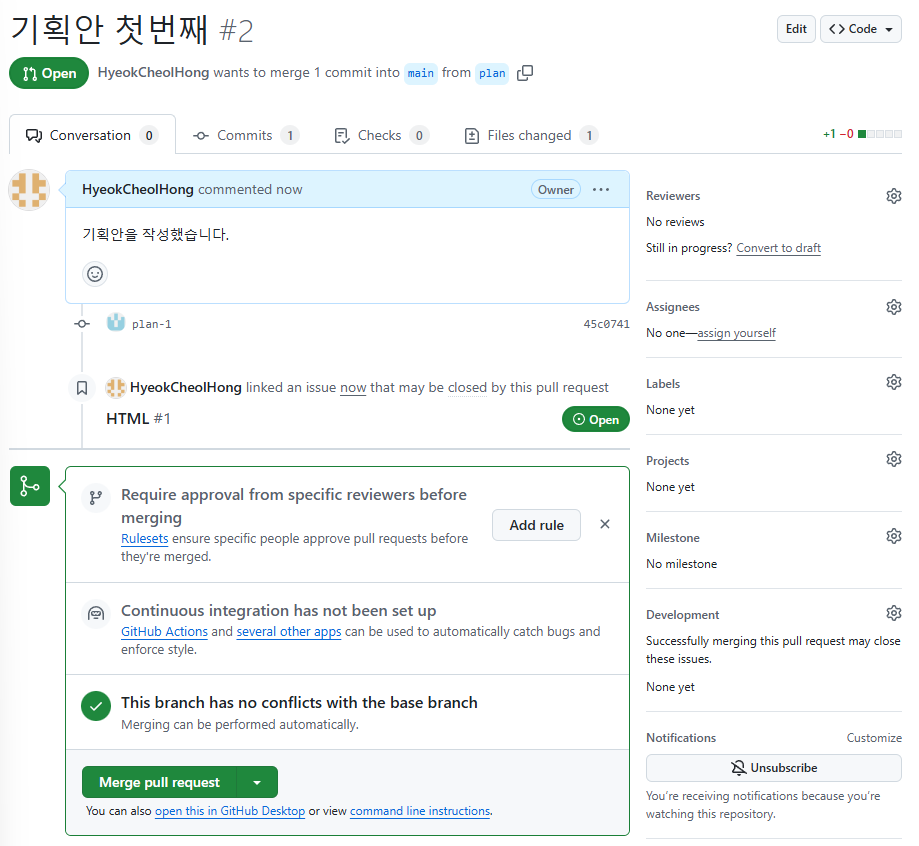 기획안 첫번째 #2
Edit
Code
Open
HyeokCheolHong wants to merge 1 commit into main from plan
Conversation 0
Commits 1
Checks 0
Files changed 1
+1 −0
HyeokCheolHong commented now
Owner
기획안을 작성했습니다.
plan-1
45c0741
HyeokCheolHong linked an issue now that may be closed by this pull request
HTML #1
Open
Require approval from specific reviewers before
merging
Rulesets ensure specific people approve pull requests before
they're merged.
Add rule
Continuous integration has not been set up
GitHub Actions and several other apps can be used to automatically catch bugs and
enforce style.
This branch has no conflicts with the base branch
Merging can be performed automatically.
Merge pull request
You can also open this in GitHub Desktop or view command line instructions.
Reviewers
No reviews
Still in progress? Convert to draft
Assignees
No one—assign yourself
Labels
None yet
Projects
None yet
Milestone
No milestone
Development
Successfully merging this pull request may close
these issues.
None yet
Notifications
Customize
Unsubscribe
You're receiving notifications because you're
watching this repository.